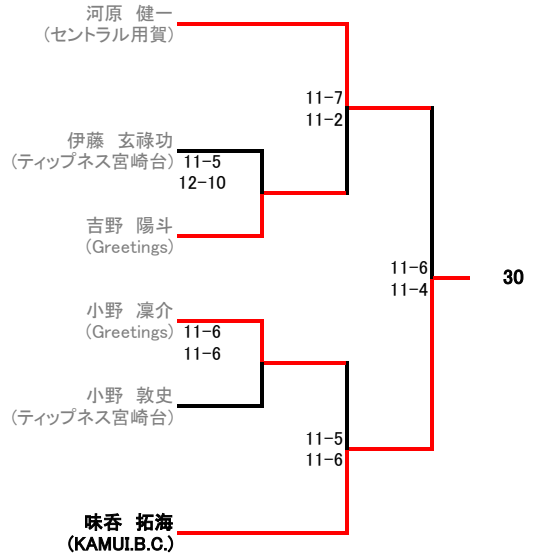 河原　健一
(セントラル用賀)
11-7
11-2
伊藤　玄祿功
(ティップネス宮崎台)
11-5
12-10
吉野　陽斗
(Greetings)
11-6
11-4
30
小野　凜介
(Greetings)
11-6
11-6
小野　敦史
(ティップネス宮崎台)
11-5
11-6
味呑　拓海
(KAMUI.B.C.)